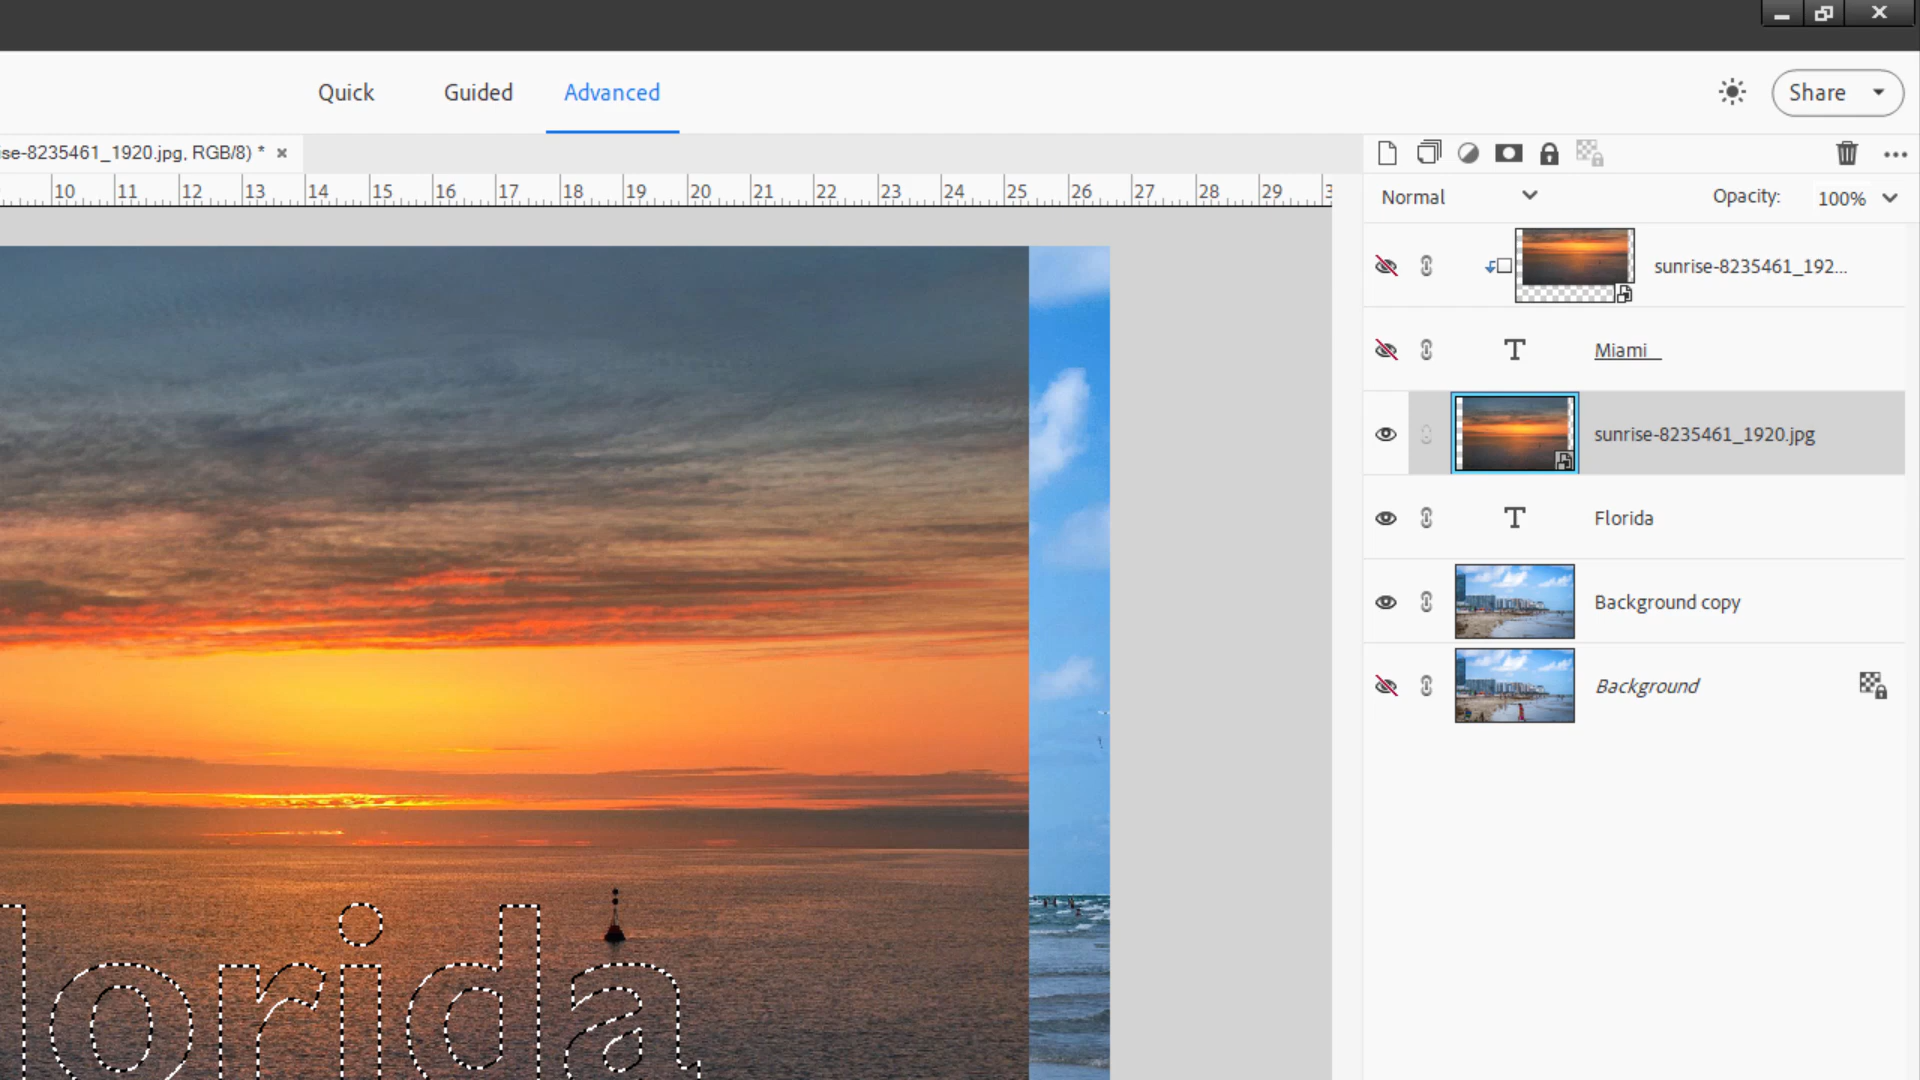 Quick Guided Advanced Share
se-8235461_1920.jpg, RGB/8) *
10 11 12 13 14 15 16 17 18 19 20 21 22 23 24 25 26 27 28 29
Normal Opacity: 100%
sunrise-8235461_192...
Miami
sunrise-8235461_1920.jpg
Florida
Background copy
Background
lorida